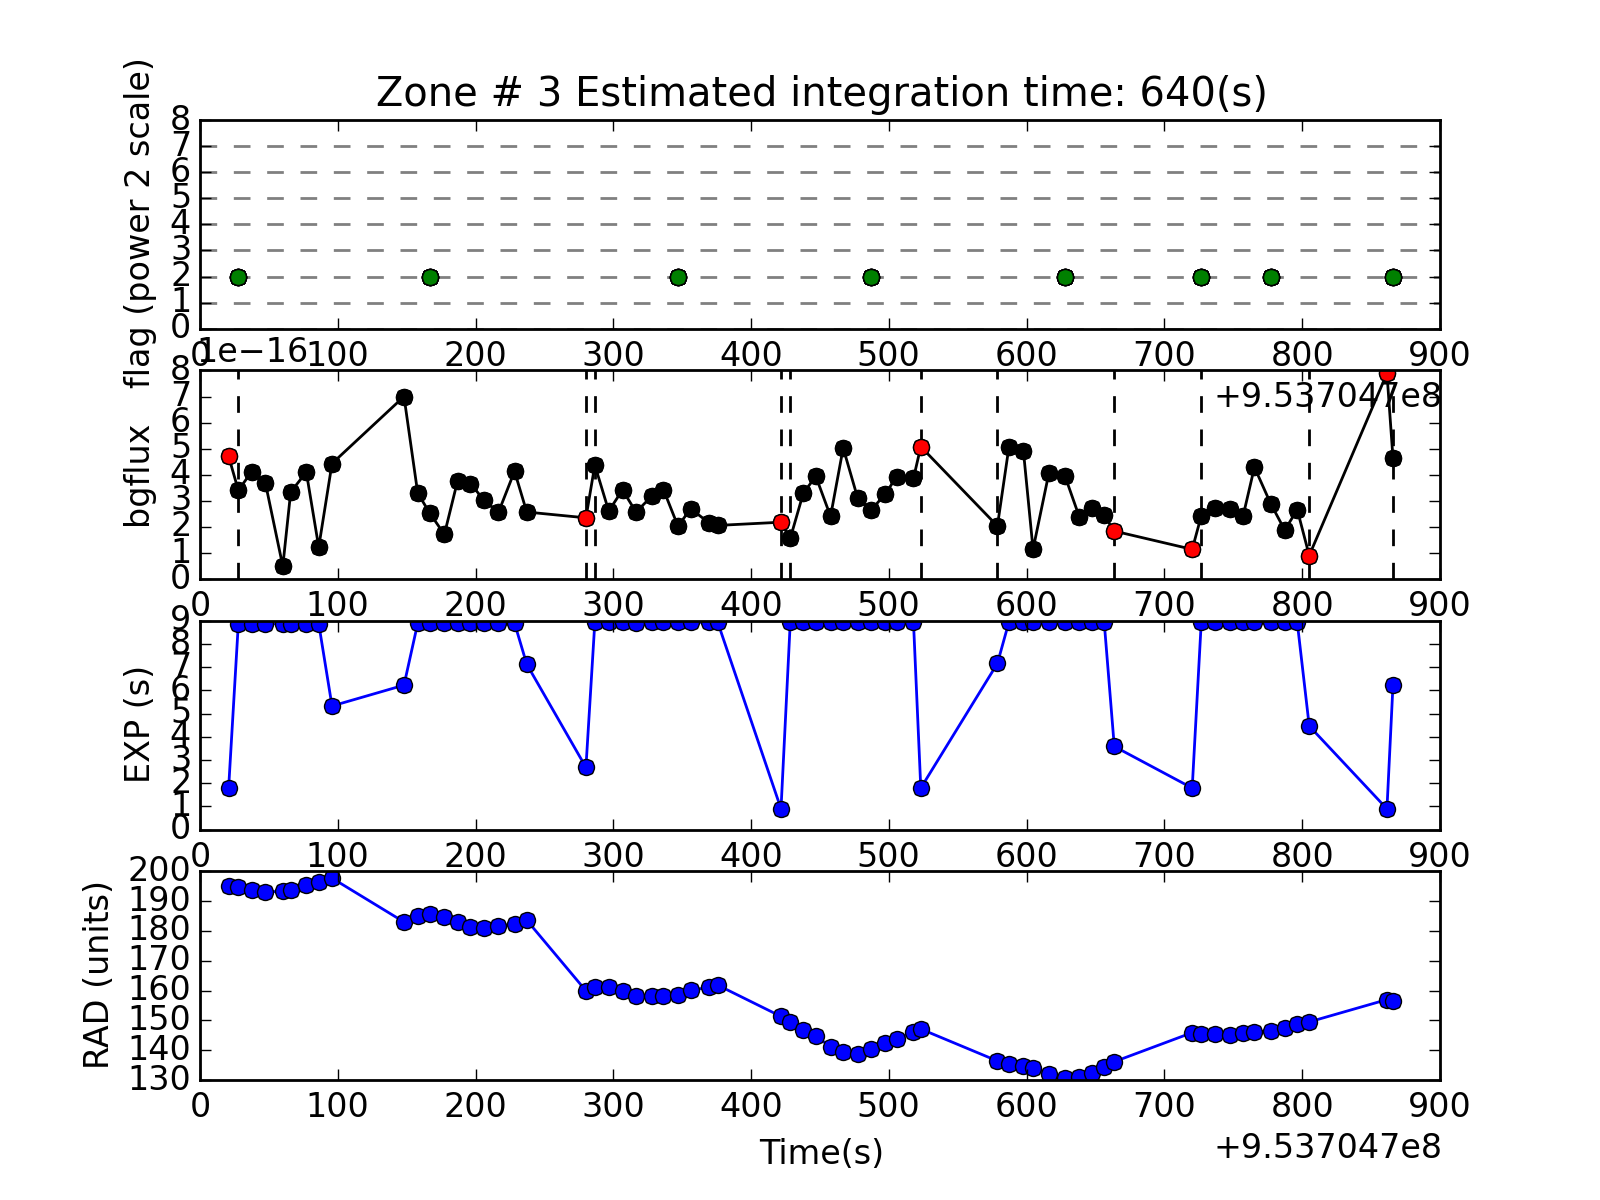 Zone # 3 Estimated integration time: 640(s)
flag (power 2 scale)
8
7
6
5
4
3
2
1
0
0 100 200 300 400 500 600 700 800 900
1e−16
+9.537047e8
bgflux
8
7
6
5
4
3
2
1
0
0 100 200 300 400 500 600 700 800 900
EXP (s)
9
8
7
6
5
4
3
2
1
0
0 100 200 300 400 500 600 700 800 900
RAD (units)
200
190
180
170
160
150
140
130
0 100 200 300 400 500 600 700 800 900
Time(s)
+9.537047e8